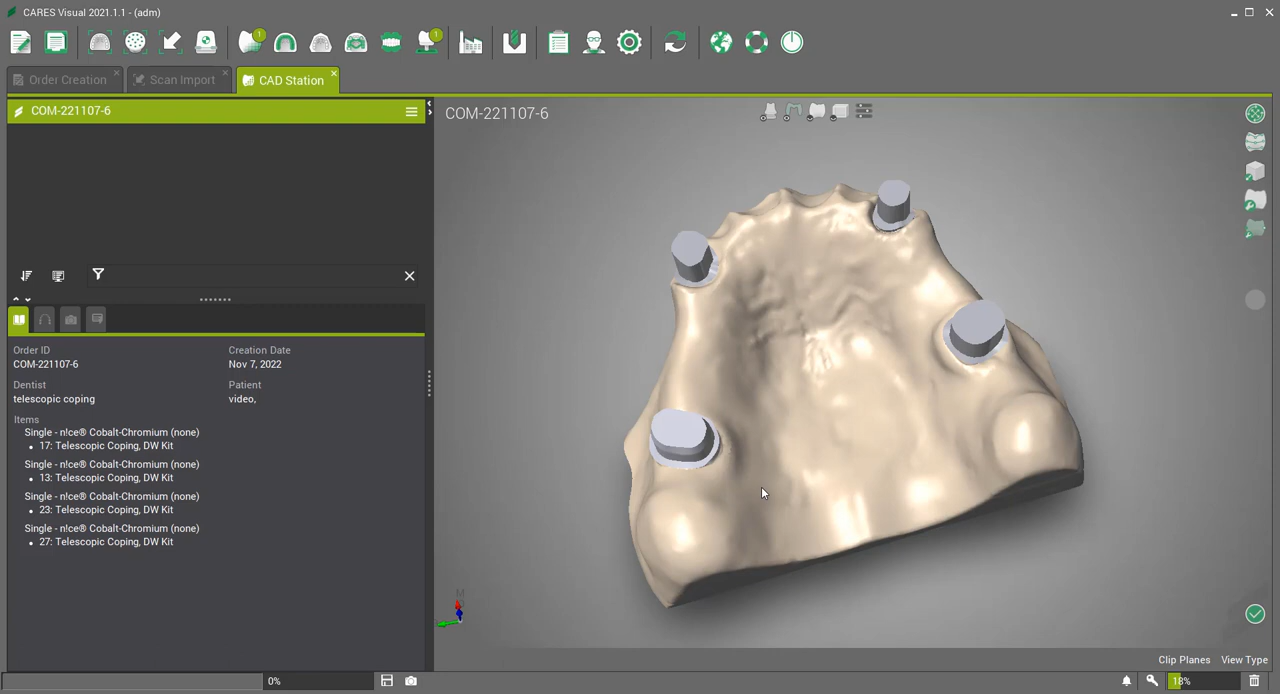 CARES Visual 2021.1.1 - (adm)
1
1
Order Creation
Scan Import
CAD Station
COM-221107-6
COM-221107-6
Order ID
Creation Date
COM-221107-6
Nov 7, 2022
Dentist
Patient
telescopic coping
video,
Items
Single - n!ce® Cobalt-Chromium (none)
• 17: Telescopic Coping, DW Kit
Single - n!ce® Cobalt-Chromium (none)
• 13: Telescopic Coping, DW Kit
Single - n!ce® Cobalt-Chromium (none)
• 23: Telescopic Coping, DW Kit
Single - n!ce® Cobalt-Chromium (none)
• 27: Telescopic Coping, DW Kit
M
Clip Planes
View Type
0%
18%